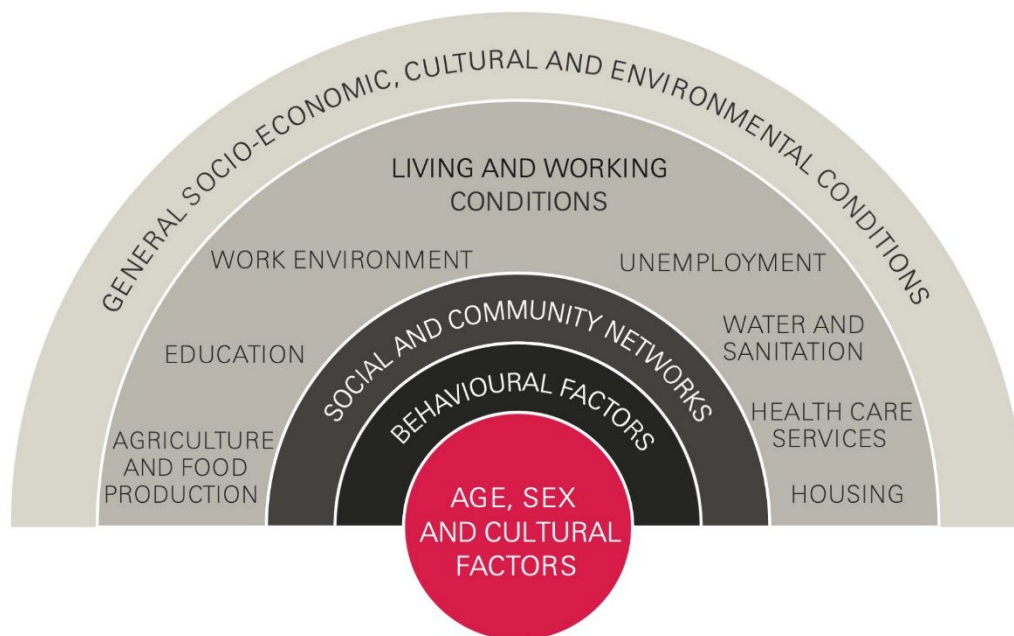 GENERAL SOCIO-ECONOMIC, CULTURAL AND ENVIRONMENTAL CONDITIONS
LIVING AND WORKING
CONDITIONS
WORK ENVIRONMENT
UNEMPLOYMENT
EDUCATION
WATER AND
SANITATION
AGRICULTURE
AND FOOD
PRODUCTION
HEALTH CARE
SERVICES
HOUSING
SOCIAL AND COMMUNITY NETWORKS
BEHAVIOURAL FACTORS
AGE, SEX
AND CULTURAL
FACTORS